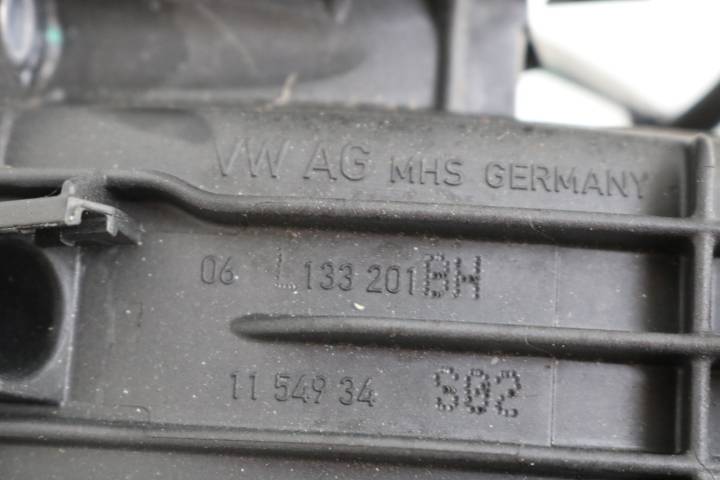 VW AG MHS GERMANY
06 L 133 201 BH
11 549 34 S02